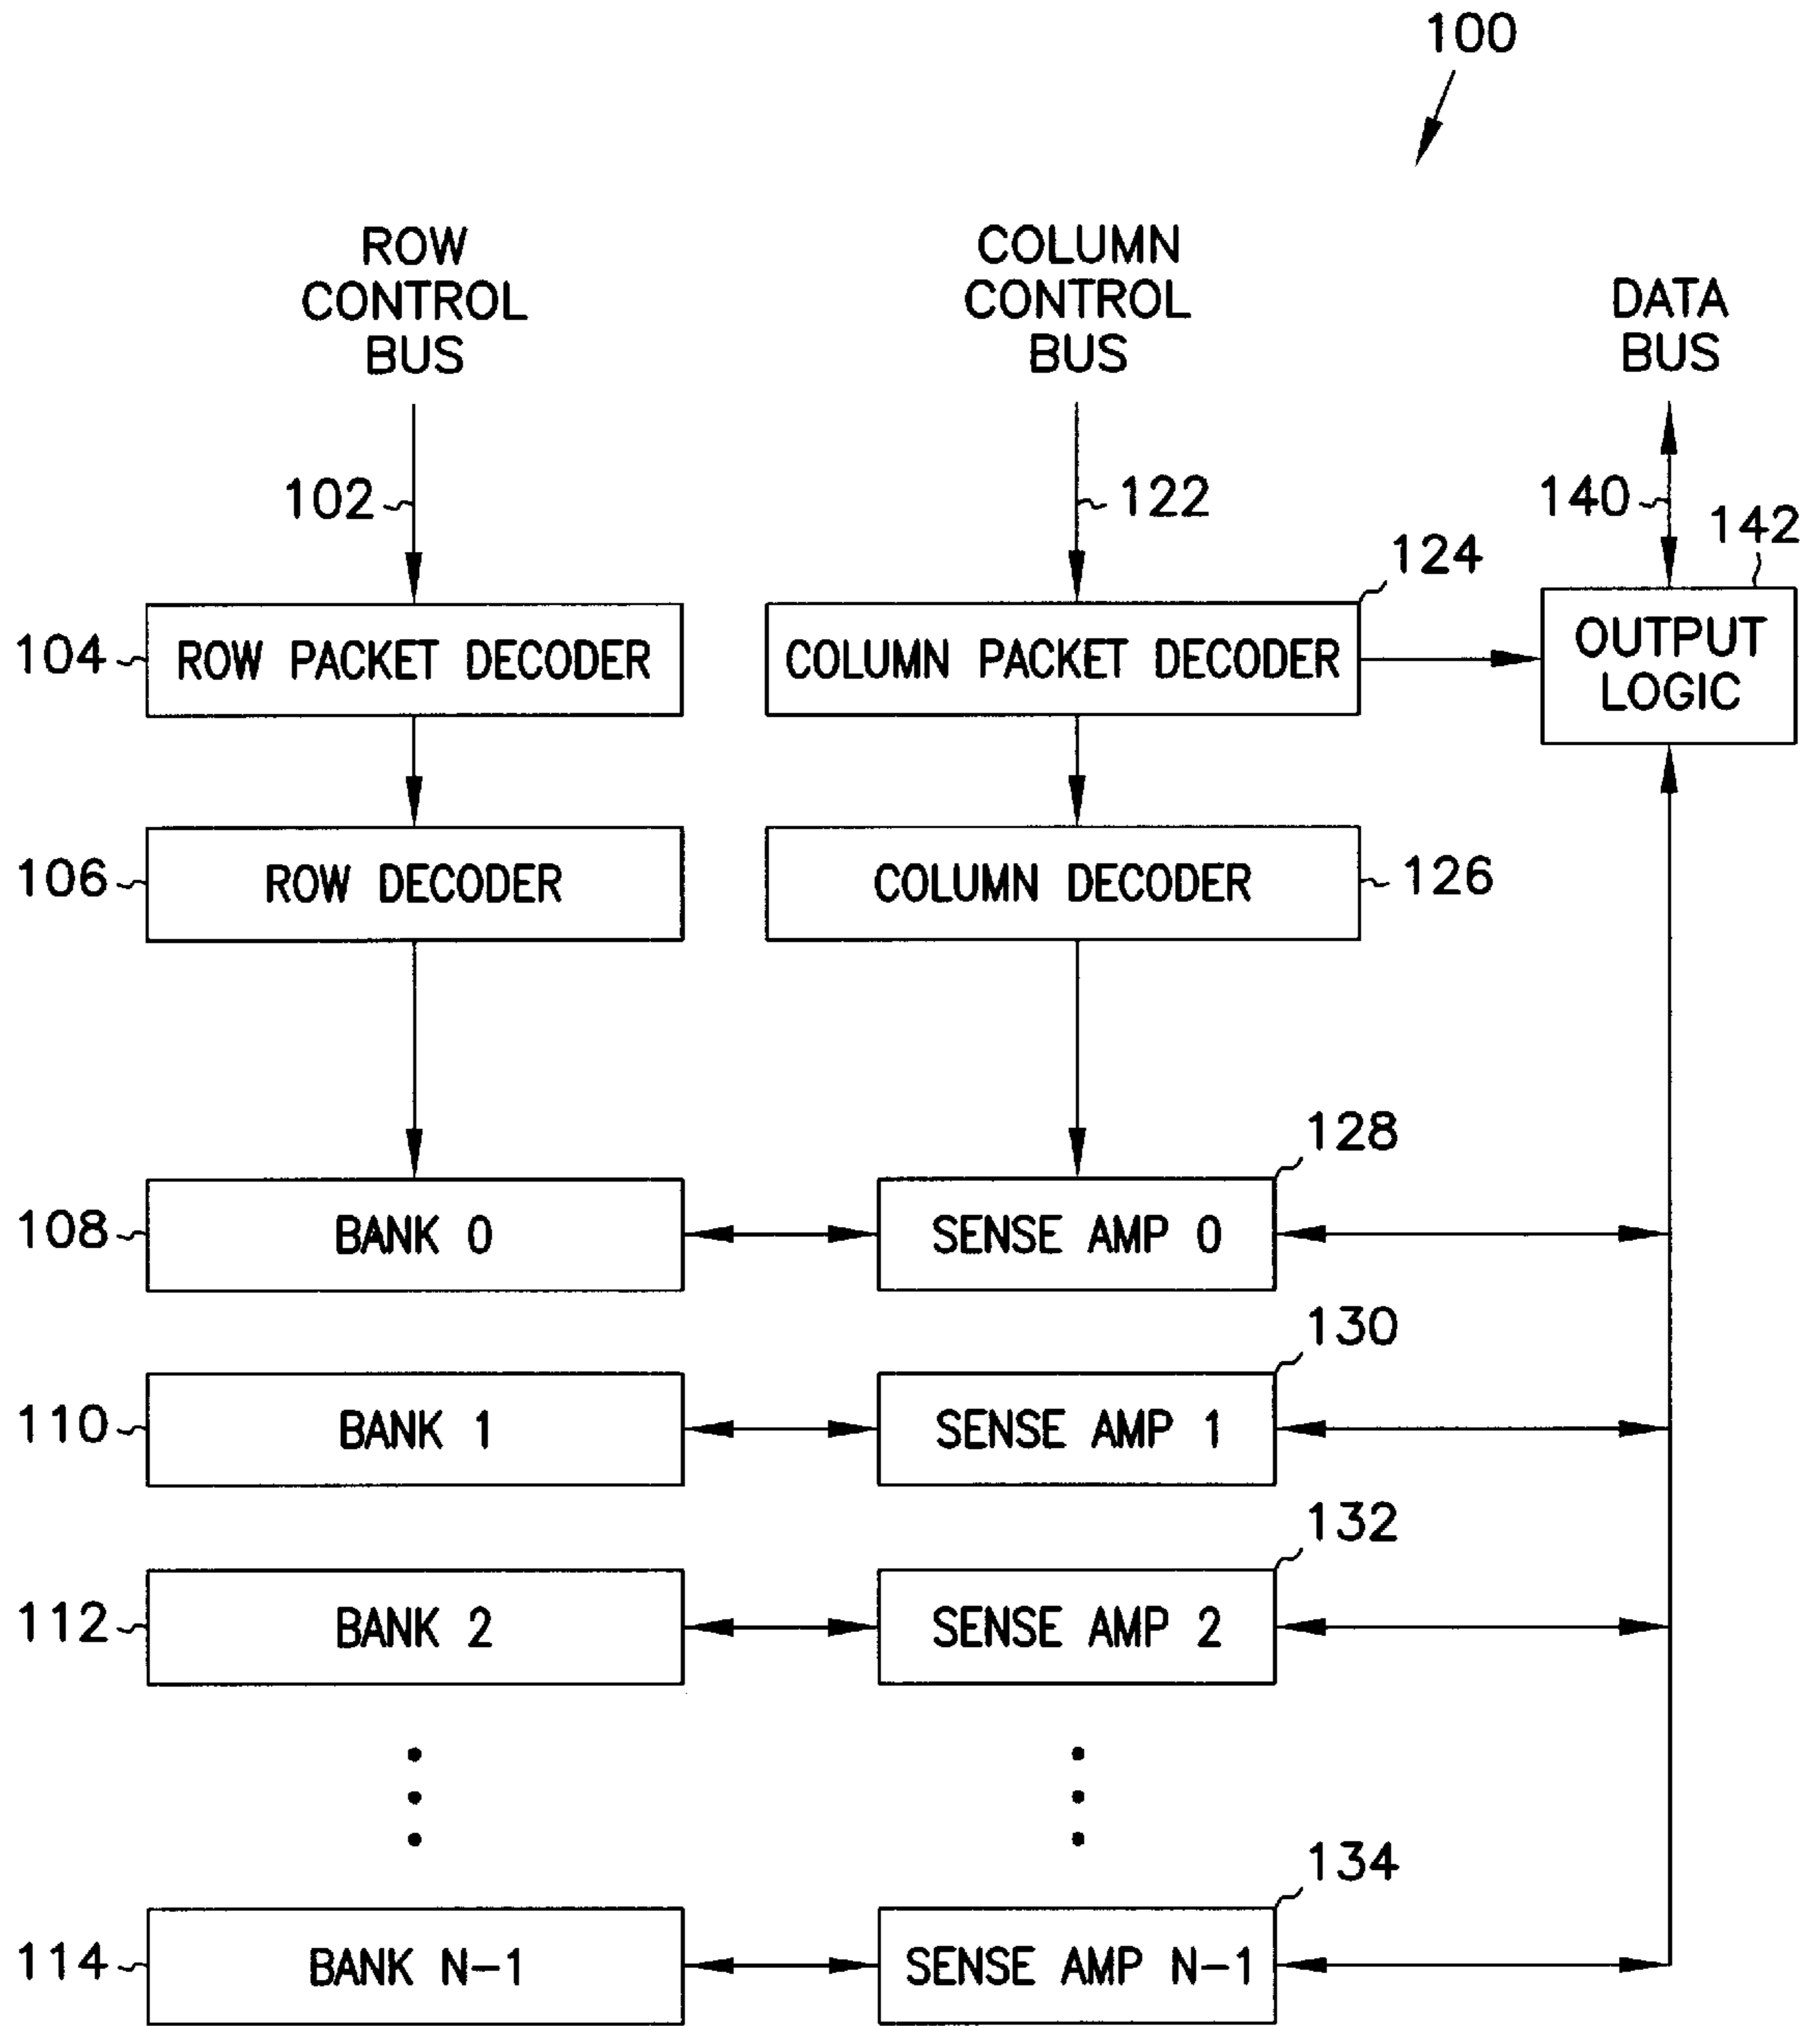 100
ROW
CONTROL
BUS
COLUMN
CONTROL
BUS
DATA
BUS
102
122
140
142
124
104
ROW PACKET DECODER
COLUMN PACKET DECODER
OUTPUT
LOGIC
106
ROW DECODER
COLUMN DECODER
126
128
108
BANK 0
SENSE AMP 0
130
110
BANK 1
SENSE AMP 1
132
112
BANK 2
SENSE AMP 2
134
114
BANK N-1
SENSE AMP N-1